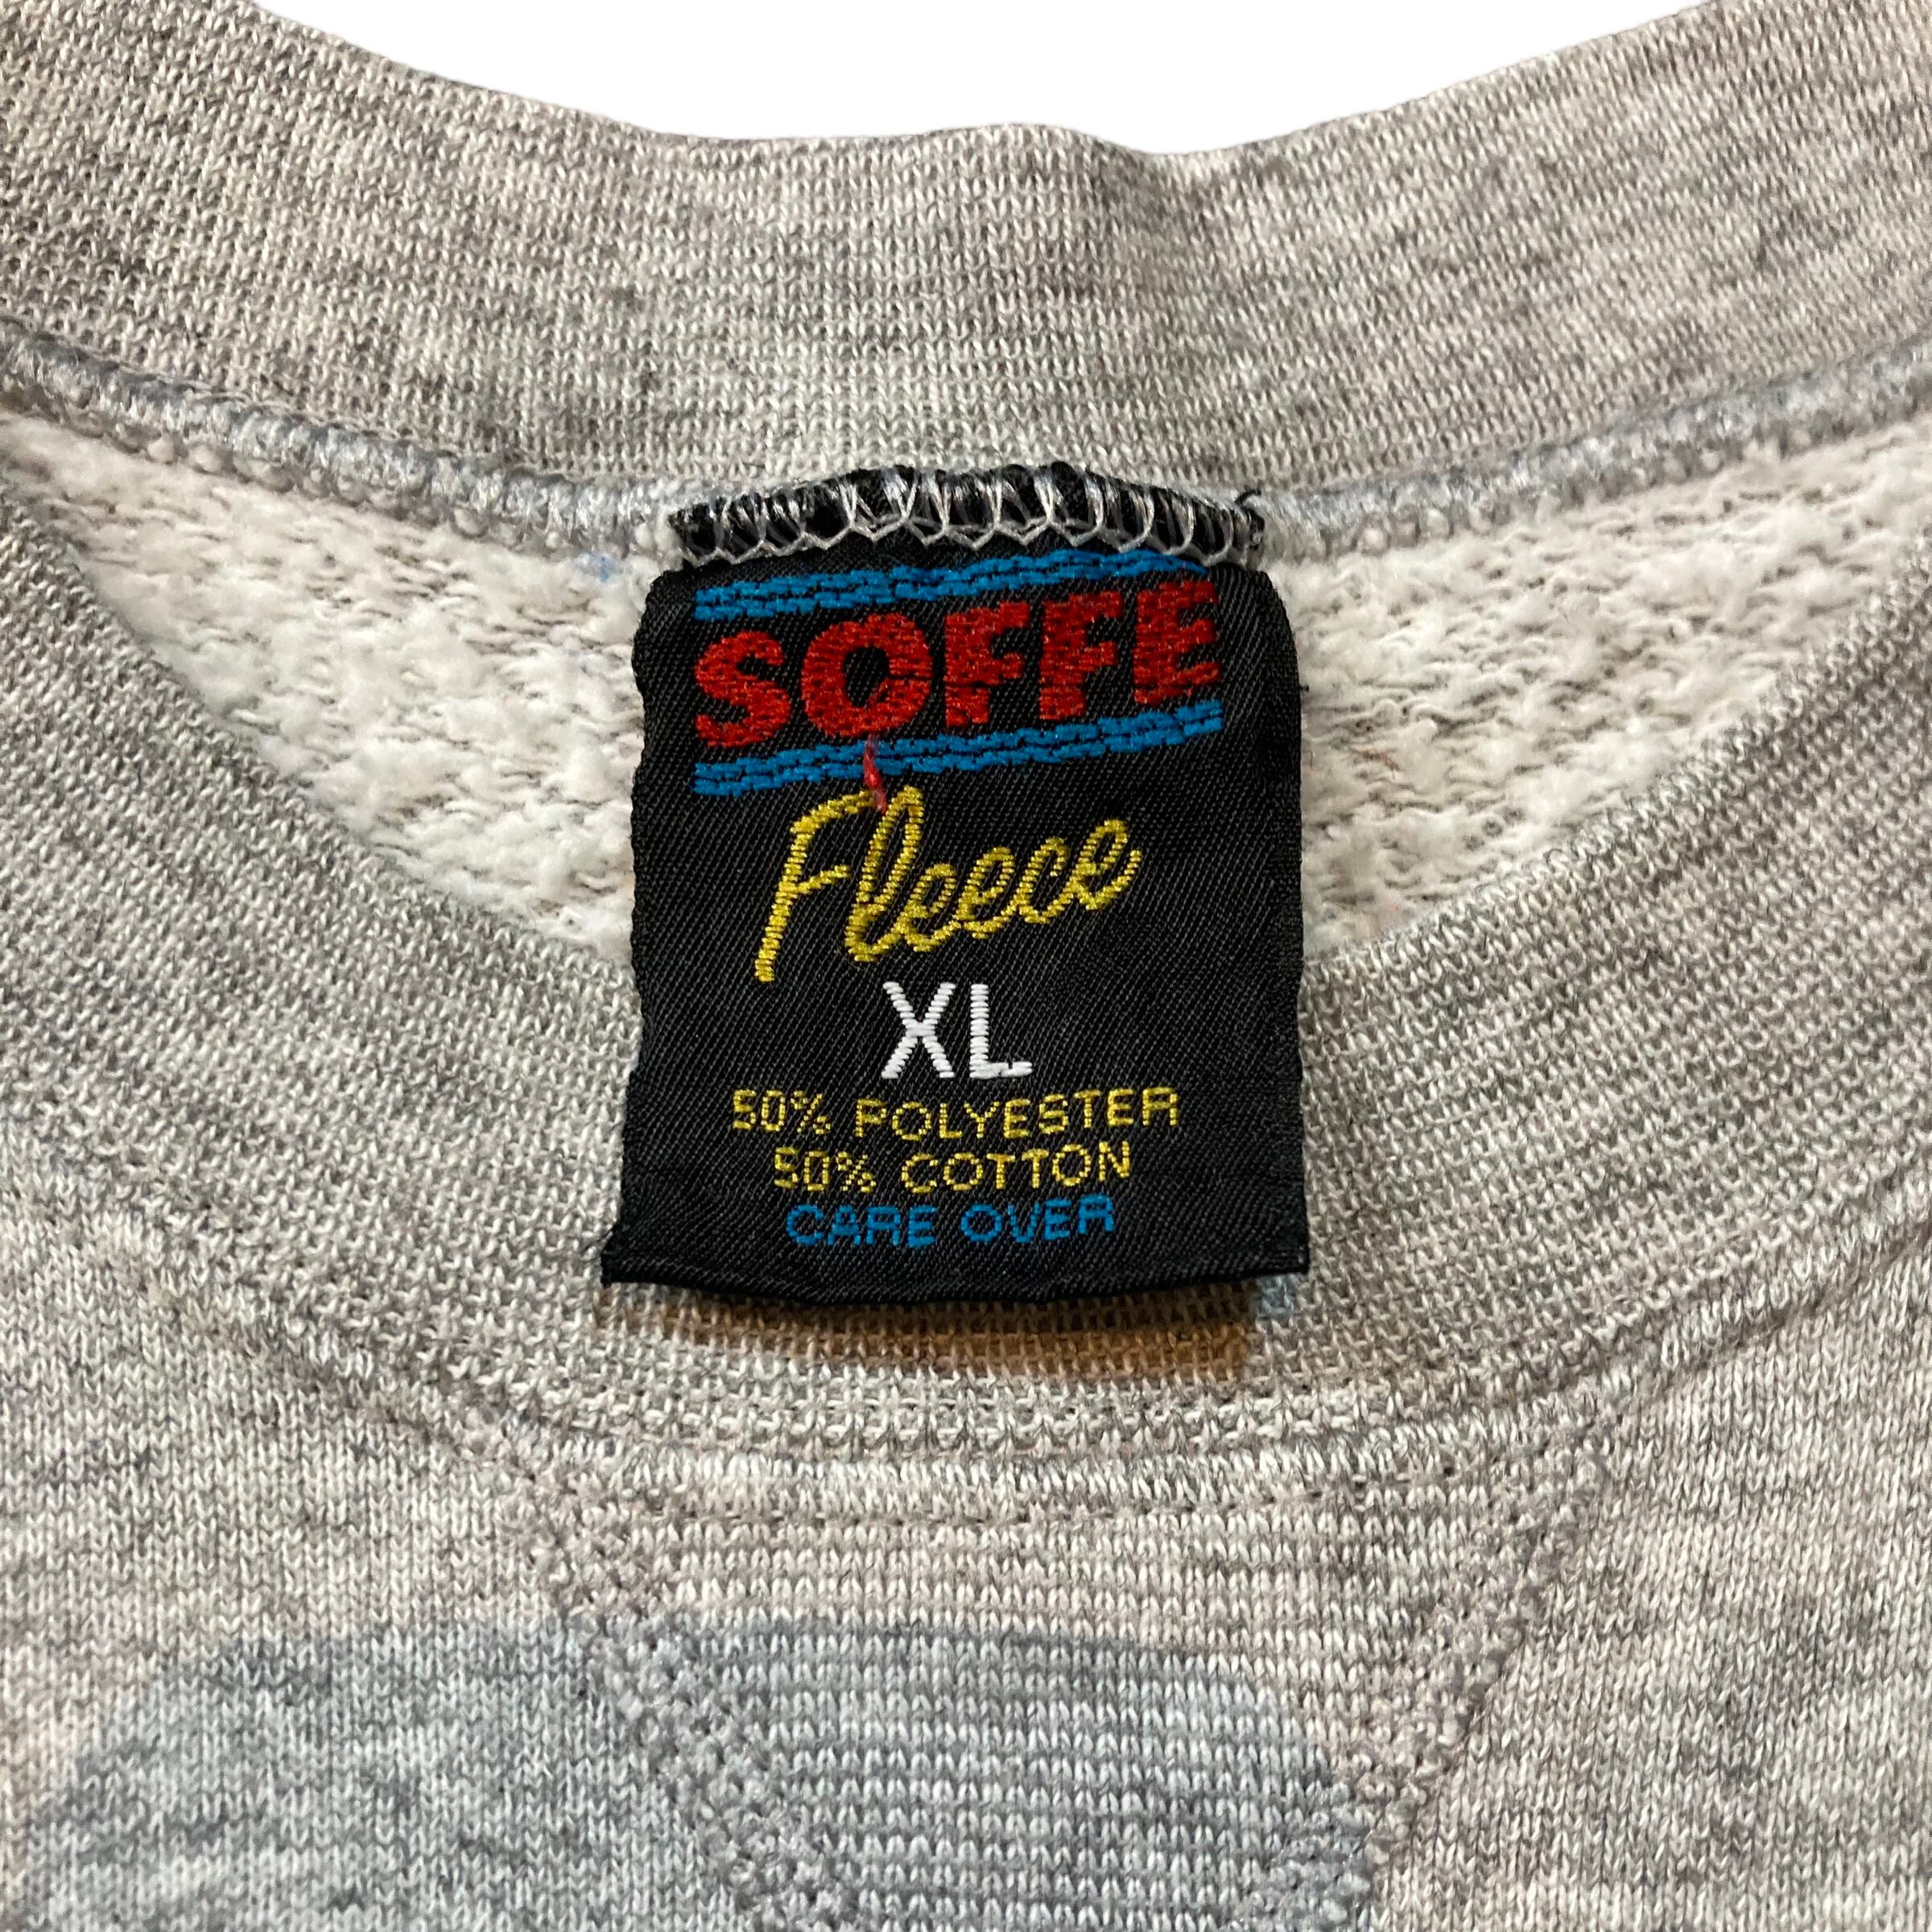 SOFFE
Fleece
XL
50% POLYESTER
50% COTTON
CARE OVER